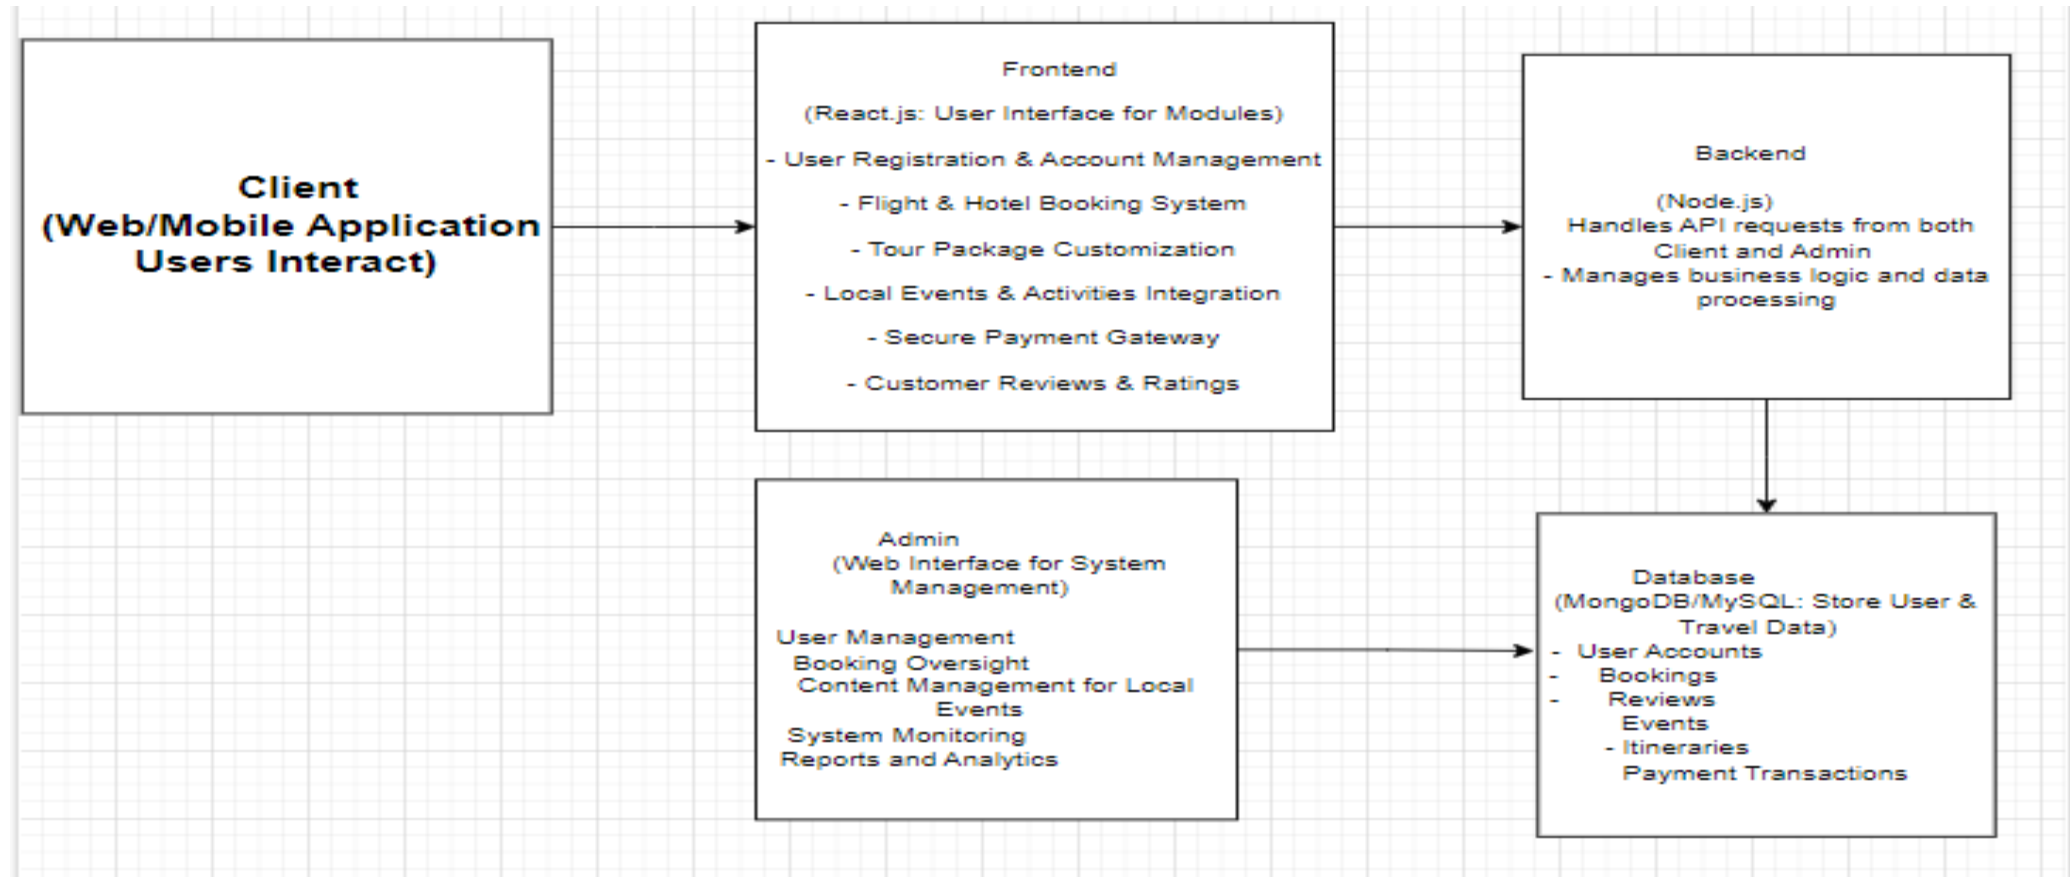 Client
(Web/Mobile Application
Users Interact)
Frontend
(React.js: User Interface for Modules)
- User Registration & Account Management
- Flight & Hotel Booking System
- Tour Package Customization
- Local Events & Activities Integration
- Secure Payment Gateway
- Customer Reviews & Ratings
Backend
(Node.js)
Handles API requests from both
Client and Admin
- Manages business logic and data
processing
Admin
(Web Interface for System
Management)
User Management
Booking Oversight
Content Management for Local
Events
System Monitoring
Reports and Analytics
Database
(MongoDB/MySQL: Store User &
Travel Data)
- User Accounts
- Bookings
- Reviews
Events
- Itineraries
Payment Transactions